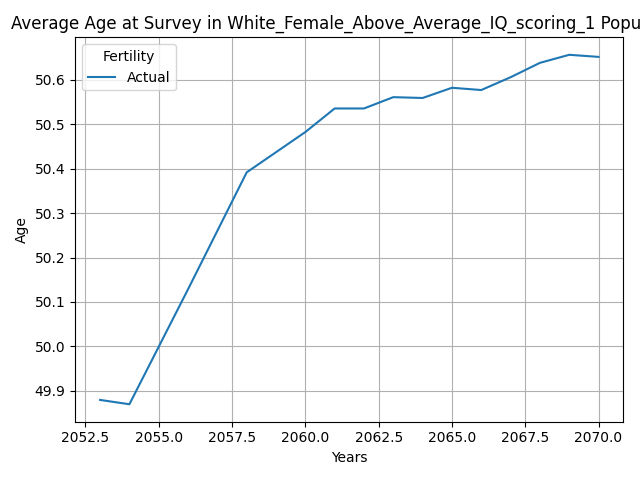 Average Age at Survey in White_Female_Above_Average_IQ_scoring_1 Popu
Fertility
Actual
50.6
50.5
50.4
50.3
50.2
50.1
50.0
49.9
Age
2052.5 2055.0 2057.5 2060.0 2062.5 2065.0 2067.5 2070.0
Years